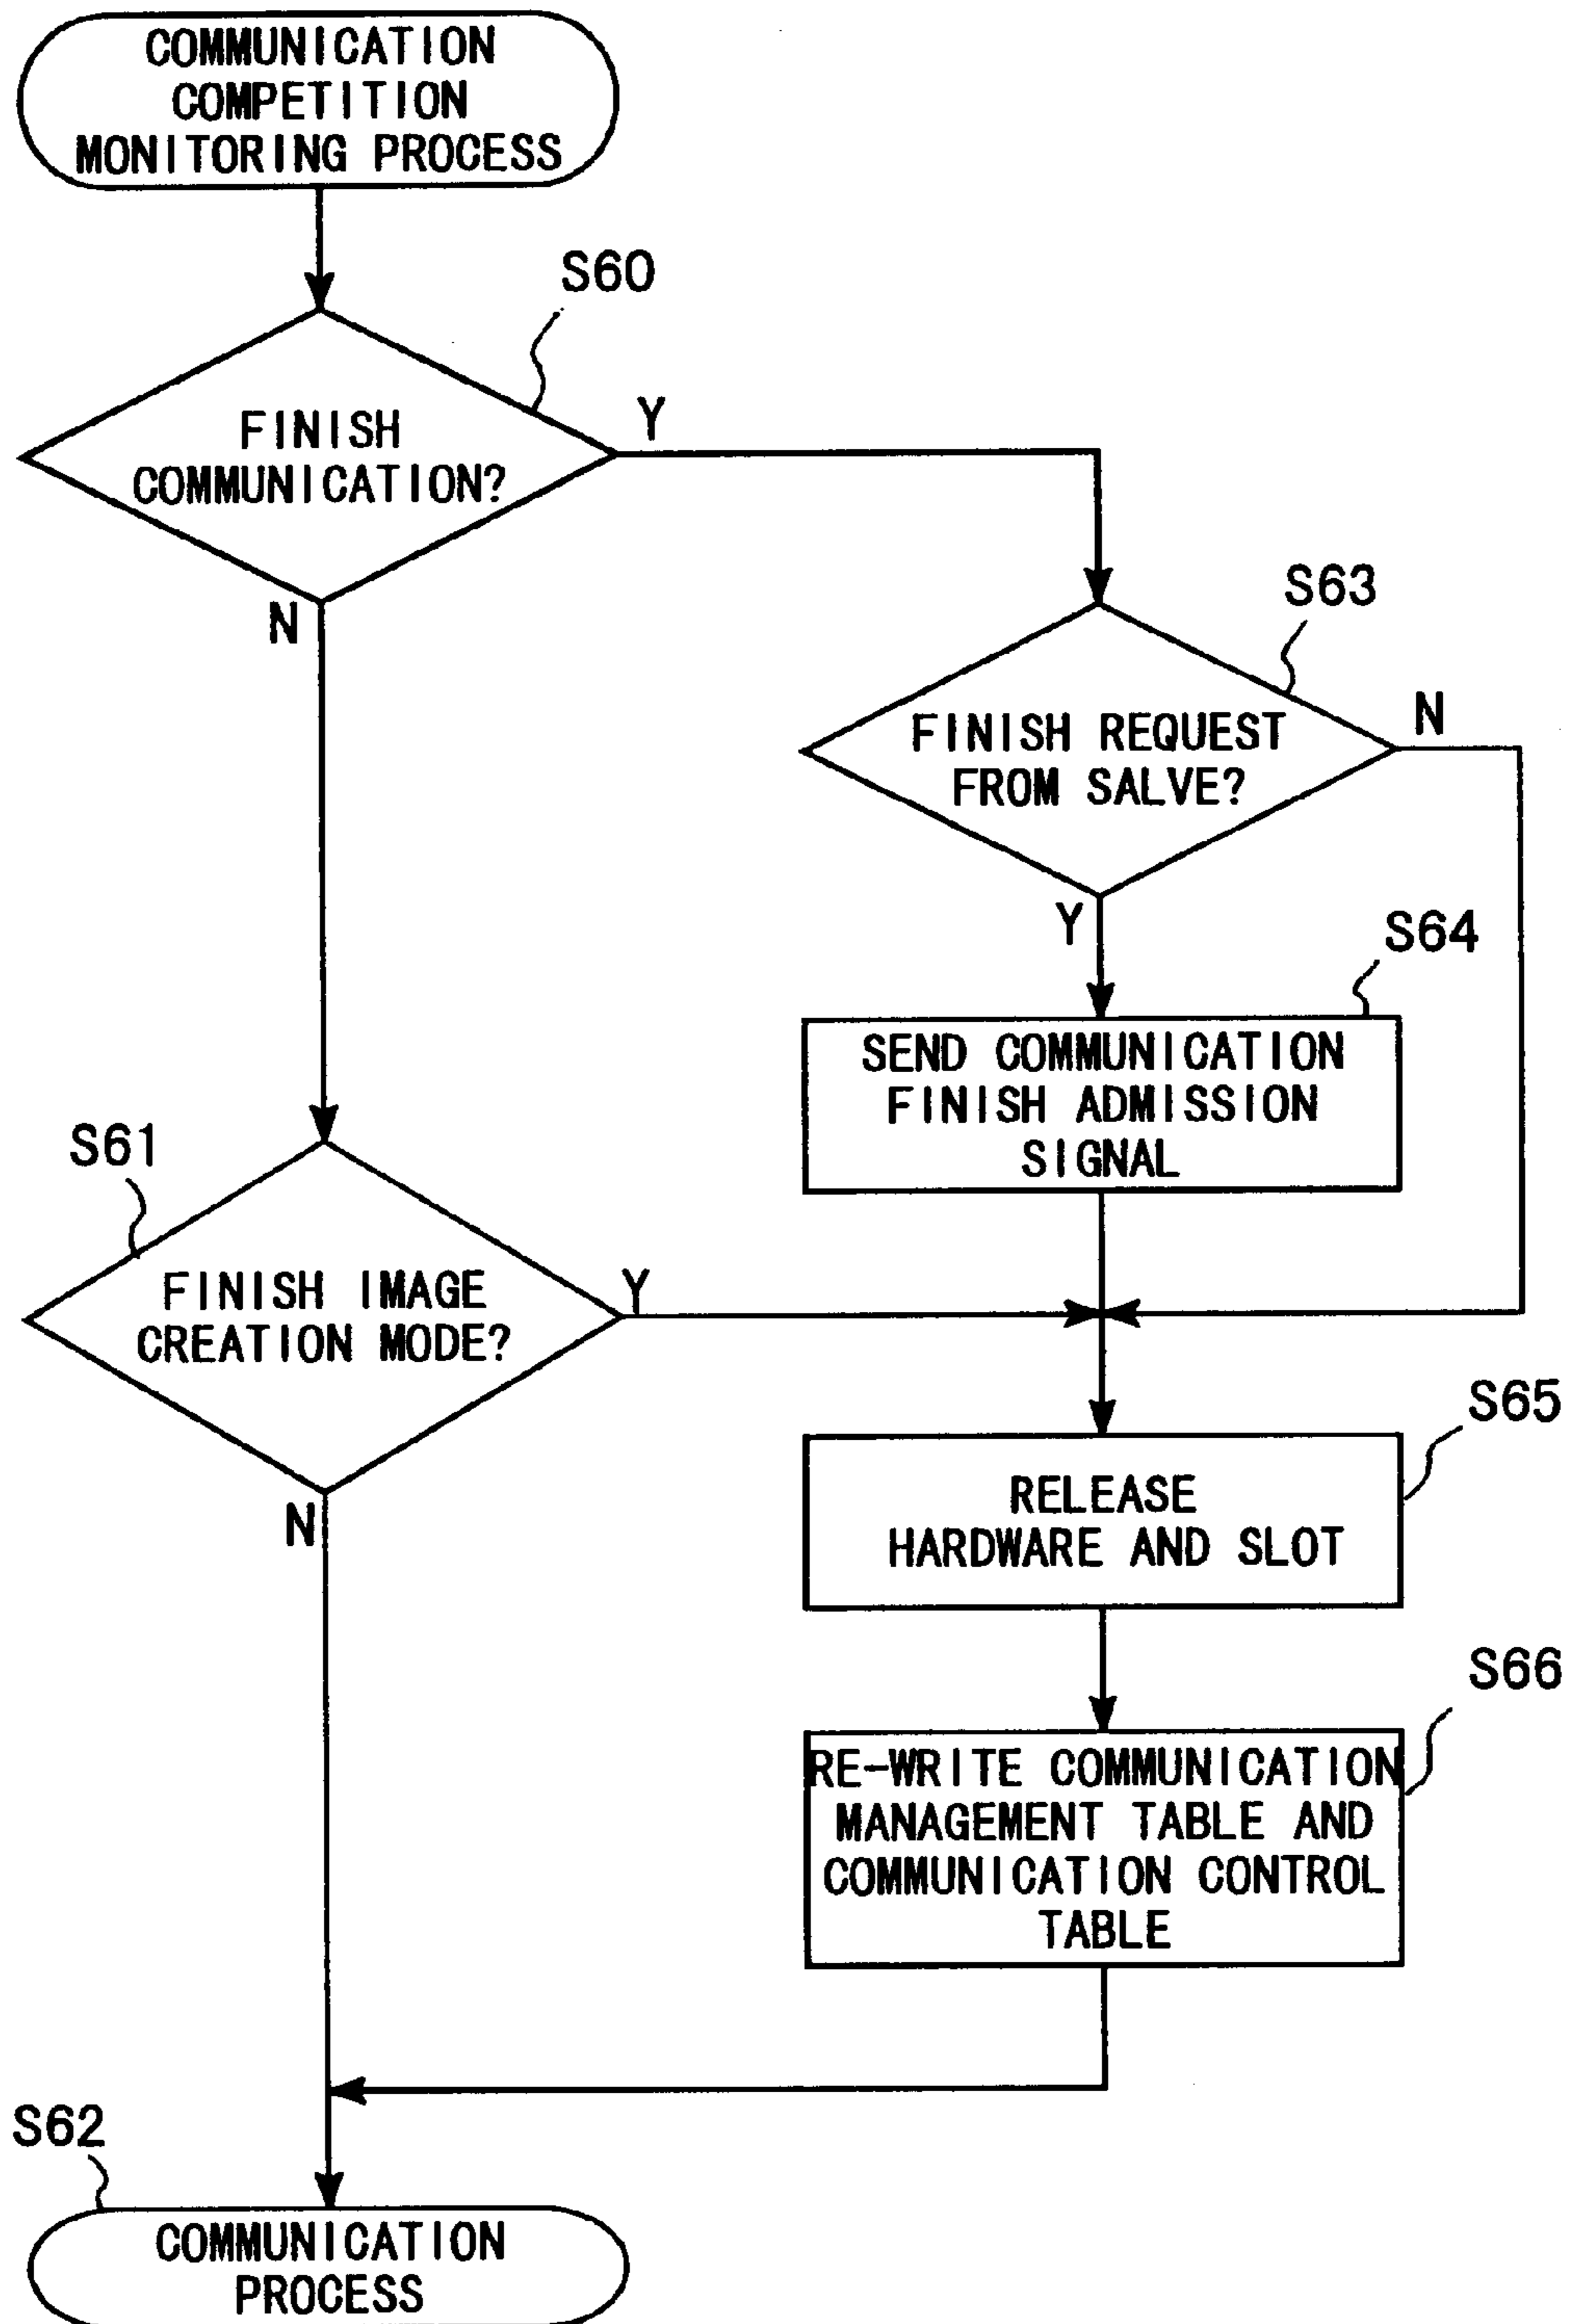 COMMUNICATION
COMPETITION
MONITORING PROCESS
S60
FINISH
COMMUNICATION?
Y
N
S63
FINISH REQUEST
FROM SALVE?
N
Y
S64
SEND COMMUNICATION
FINISH ADMISSION
SIGNAL
S61
FINISH IMAGE
CREATION MODE?
Y
N
S65
RELEASE
HARDWARE AND SLOT
S66
RE-WRITE COMMUNICATION
MANAGEMENT TABLE AND
COMMUNICATION CONTROL
TABLE
S62
COMMUNICATION
PROCESS